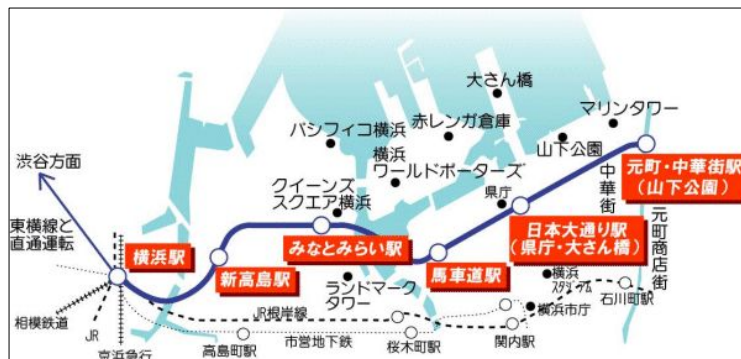 大さん橋
マリンタワー
パシフィコ横浜
赤レンガ倉庫
山下公園
横浜
ワールドポーターズ
元町・中華街駅
(山下公園)
中華街
渋谷方面
クイーンズ
スクエア横浜
県庁
東横線と
直通運転
横浜駅
みなとみらい駅
日本大通り駅
(県庁・大さん橋)
元町商店街
新高島駅
馬車道駅
ランドマーク
タワー
横浜
スタジアム
石川町駅
相模鉄道
JR
JR根岸線
横浜市庁
京浜急行
高島町駅
市営地下鉄
桜木町駅
関内駅